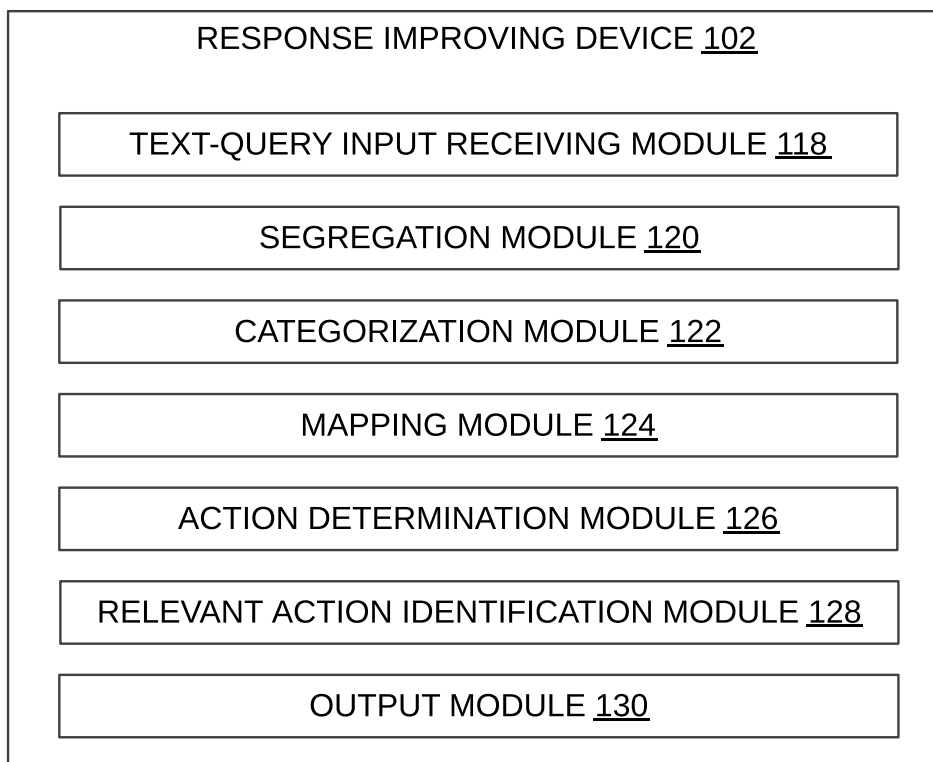 RESPONSE IMPROVING DEVICE 102
TEXT-QUERY INPUT RECEIVING MODULE 118
SEGREGATION MODULE 120
CATEGORIZATION MODULE 122
MAPPING MODULE 124
ACTION DETERMINATION MODULE 126
RELEVANT ACTION IDENTIFICATION MODULE 128
OUTPUT MODULE 130